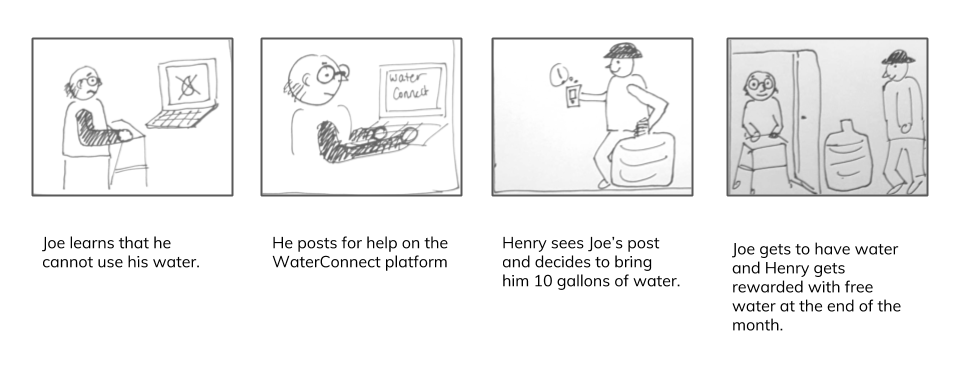 Water
Connect
!
Joe learns that he
cannot use his water.
He posts for help on the
WaterConnect platform
Henry sees Joe's post
and decides to bring
him 10 gallons of water.
Joe gets to have water
and Henry gets
rewarded with free
water at the end of the
month.